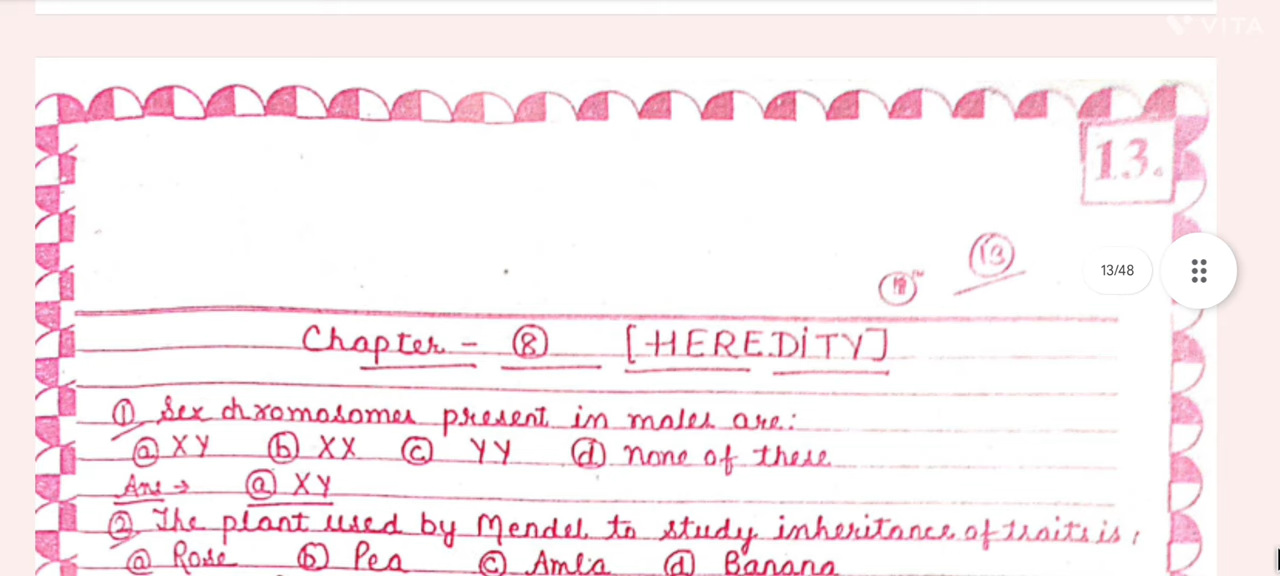 VITA
13.
13
13/48
Chapter - ⑧ [HEREDITY]
① Sex chromosomes present in males are:
ⓐ XY ⓑ XX ⓒ YY ⓓ none of these
Ans → ⓐ XY
② The plant used by Mendel to study inheritance of traits is :
ⓐ Rose ⓑ Pea ⓒ Amla ⓓ Banana